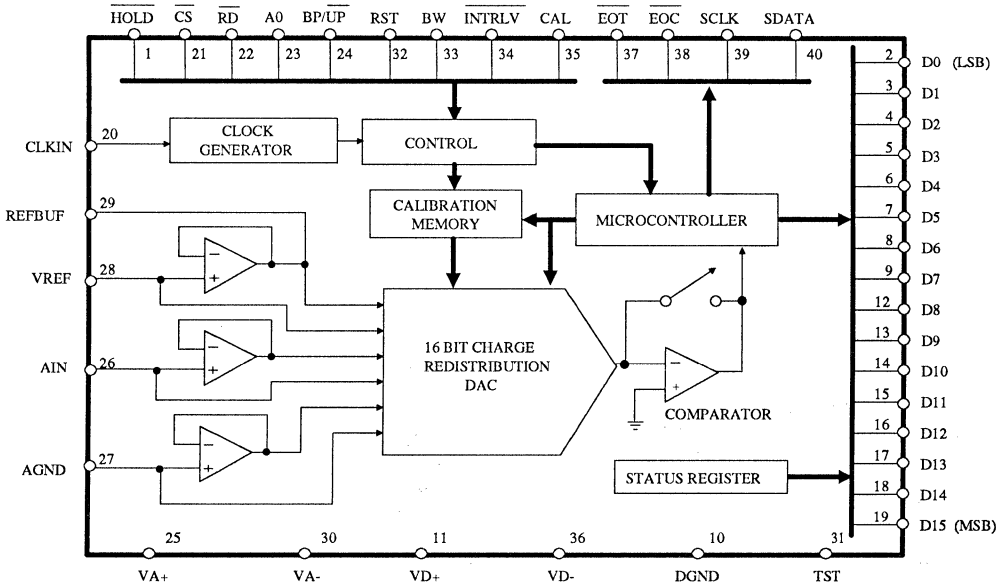 HOLD CS RD A0 BP/UP RST BW INTRLV CAL EOT EOC SCLK SDATA
1 21 22 23 24 32 33 34 35 37 38 39 40
2 D0 (LSB)
3 D1
4 D2
5 D3
6 D4
7 D5
8 D6
9 D7
12 D8
13 D9
14 D10
15 D11
16 D12
17 D13
18 D14
19 D15 (MSB)
CLKIN 20
CLOCK
GENERATOR
CONTROL
REFBUF 29
CALIBRATION
MEMORY
MICROCONTROLLER
VREF 28
−
+
AIN 26
−
+
16 BIT CHARGE
REDISTRIBUTION
DAC
−
+
COMPARATOR
AGND 27
−
+
STATUS REGISTER
25 30 11 36 10 31
VA+ VA- VD+ VD- DGND TST